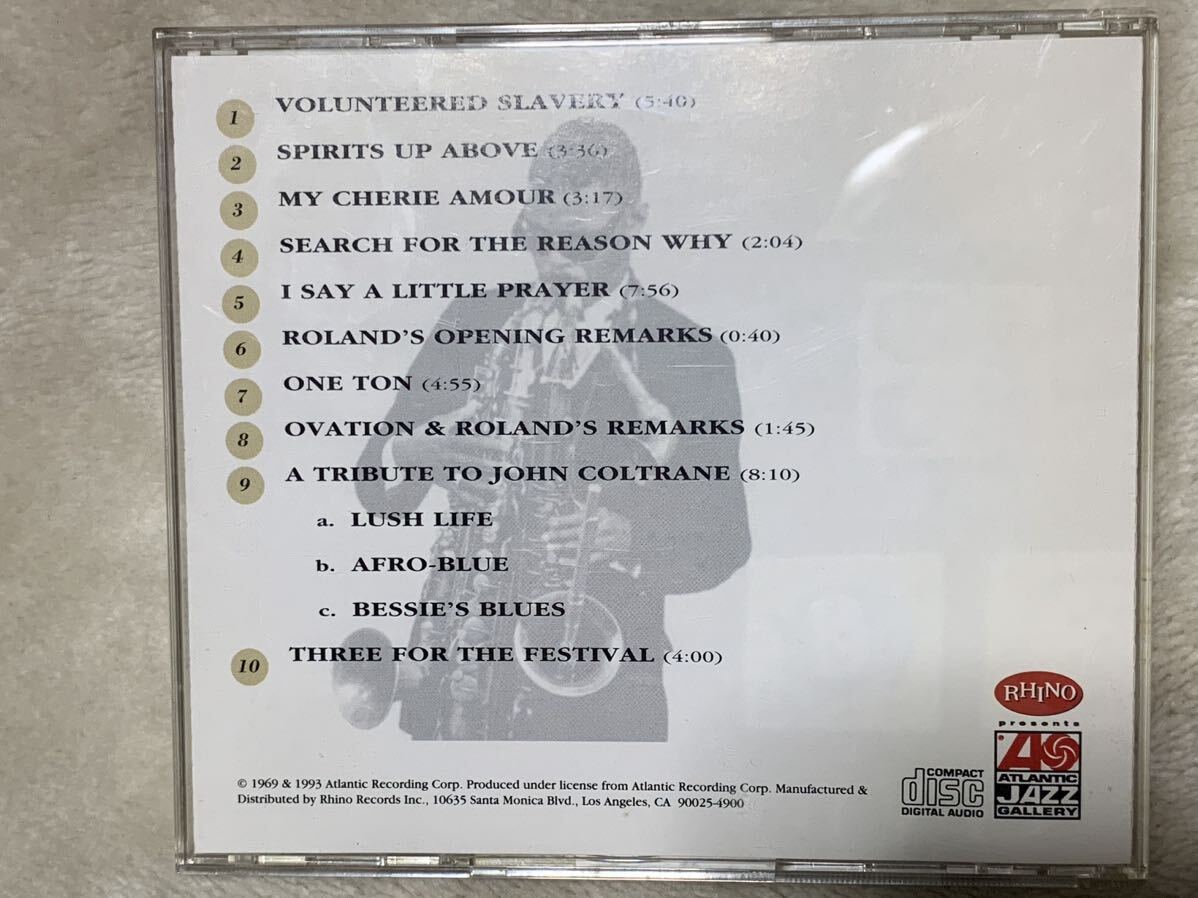 1 VOLUNTEERED SLAVERY (5:40)
2 SPIRITS UP ABOVE (3:36)
3 MY CHERIE AMOUR (3:17)
4 SEARCH FOR THE REASON WHY (2:04)
5 I SAY A LITTLE PRAYER (7:56)
6 ROLAND'S OPENING REMARKS (0:40)
7 ONE TON (4:55)
8 OVATION & ROLAND'S REMARKS (1:45)
9 A TRIBUTE TO JOHN COLTRANE (8:10)
a. LUSH LIFE
b. AFRO-BLUE
c. BESSIE'S BLUES
10 THREE FOR THE FESTIVAL (4:00)
RHINO
presents
ATLANTIC
JAZZ
GALLERY
COMPACT
disc
DIGITAL AUDIO
© 1969 & 1993 Atlantic Recording Corp. Produced under license from Atlantic Recording Corp. Manufactured &
Distributed by Rhino Records Inc., 10635 Santa Monica Blvd., Los Angeles, CA 90025-4900